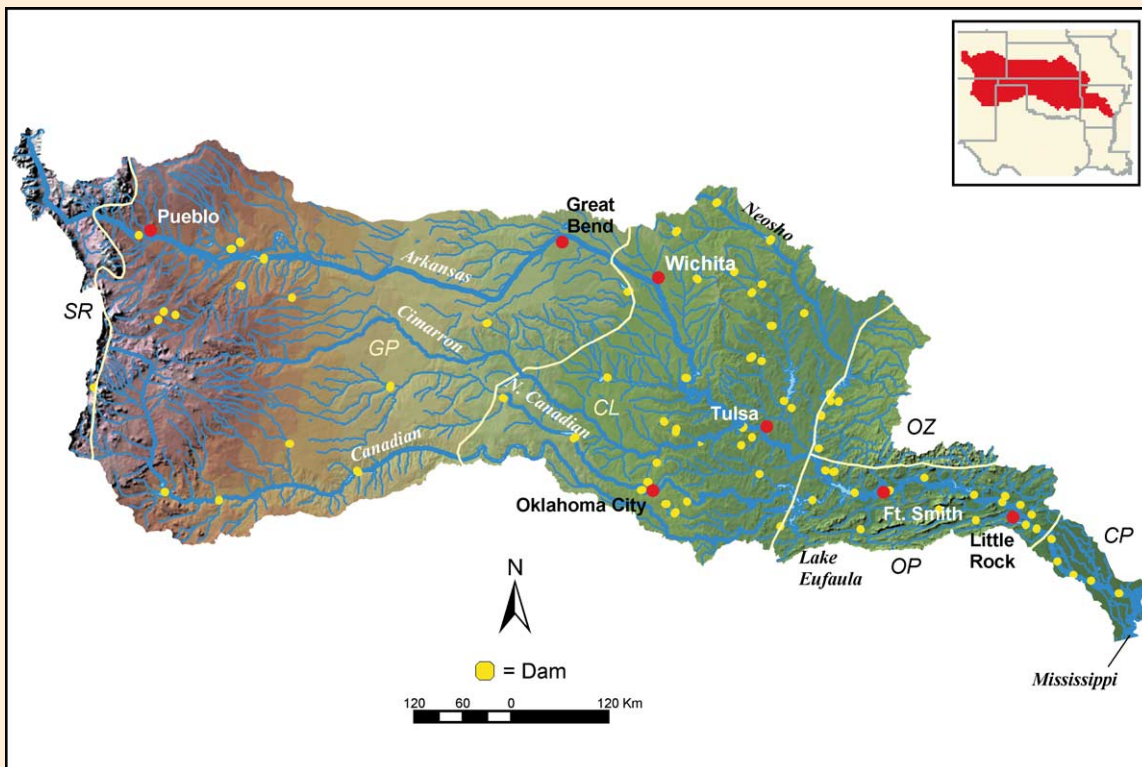 Pueblo
Great
Bend
Neosho
Wichita
Arkansas
SR
Cimarron
GP
N. Canadian
CL
Tulsa
Canadian
OZ
Oklahoma City
Ft. Smith
Little
Rock
CP
Lake
Eufaula
OP
N
= Dam
Mississippi
120 60 0 120 Km